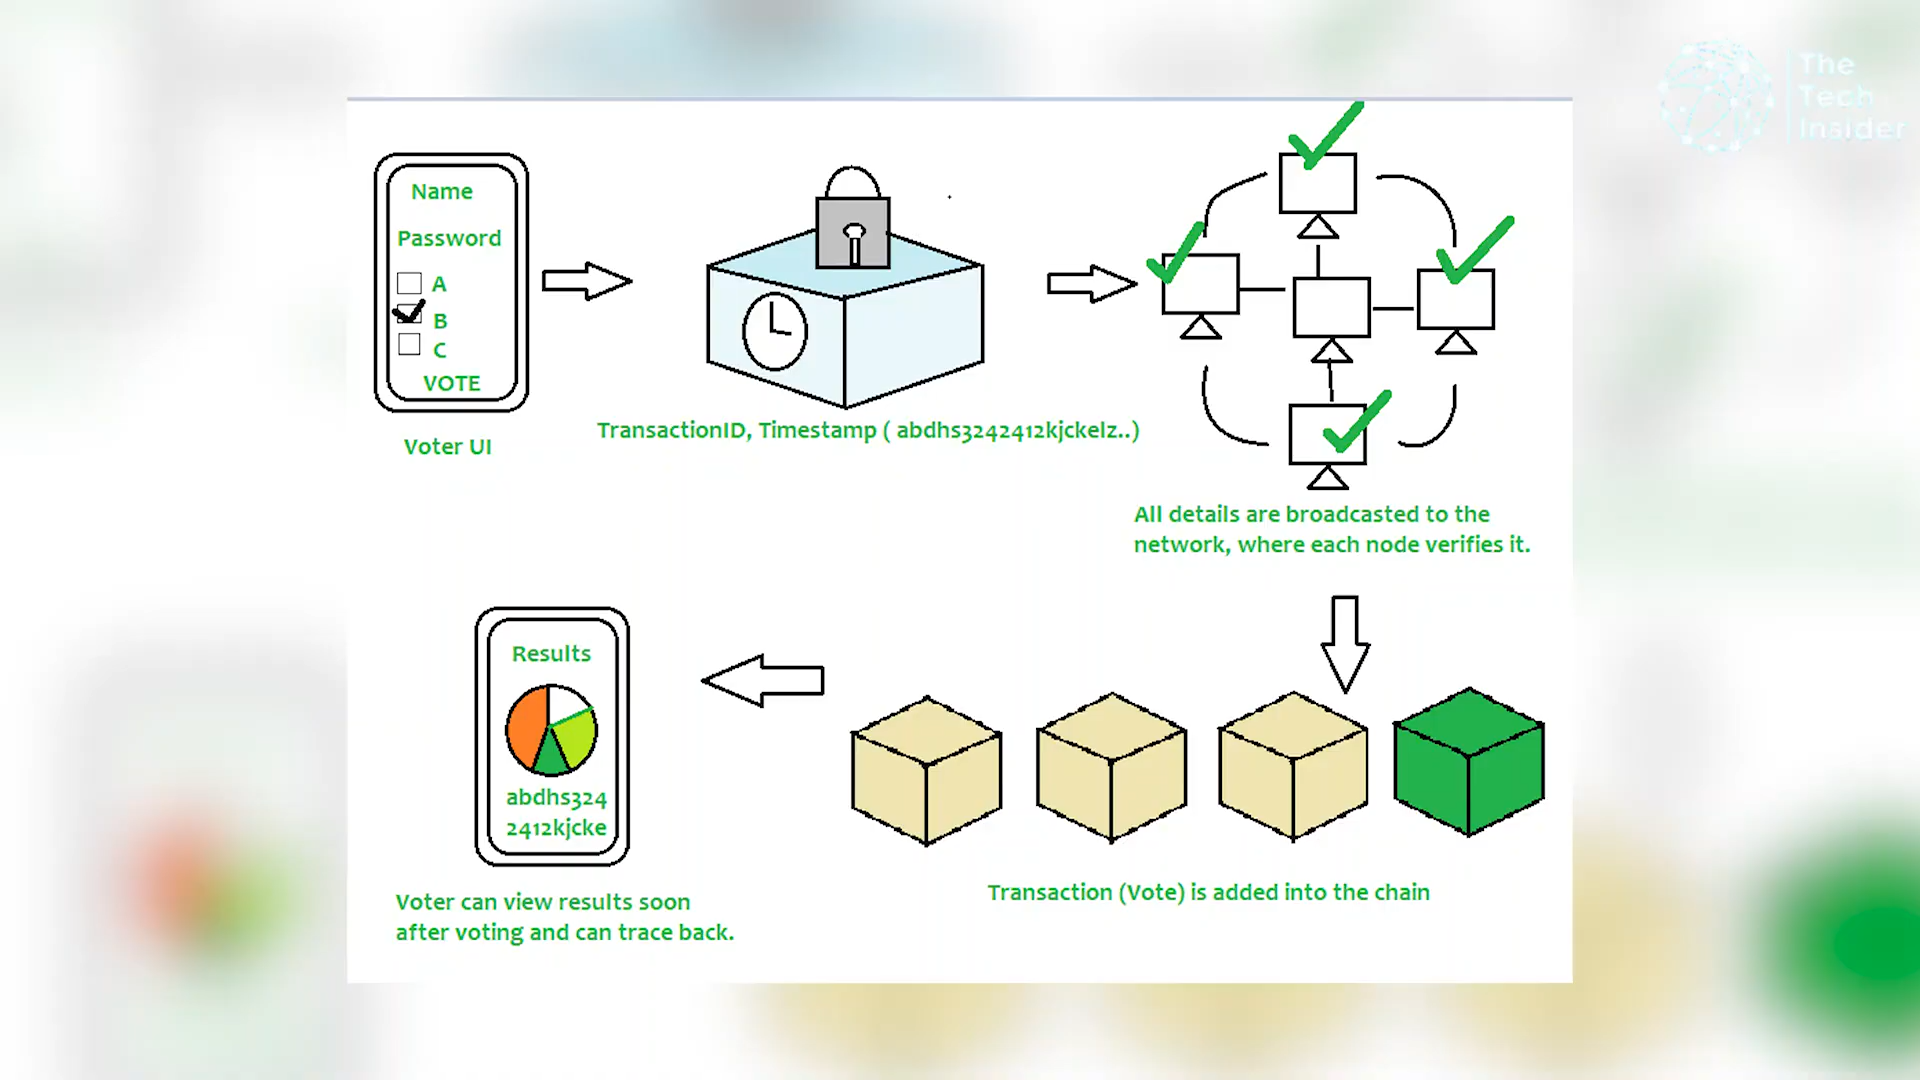 The
Tech
Insider
Name
Password
A
B
C
VOTE
Voter UI
TransactionID, Timestamp ( abdhs3242412kjckelz..)
All details are broadcasted to the
network, where each node verifies it.
Results
abdhs324
2412kjcke
Voter can view results soon
after voting and can trace back.
Transaction (Vote) is added into the chain